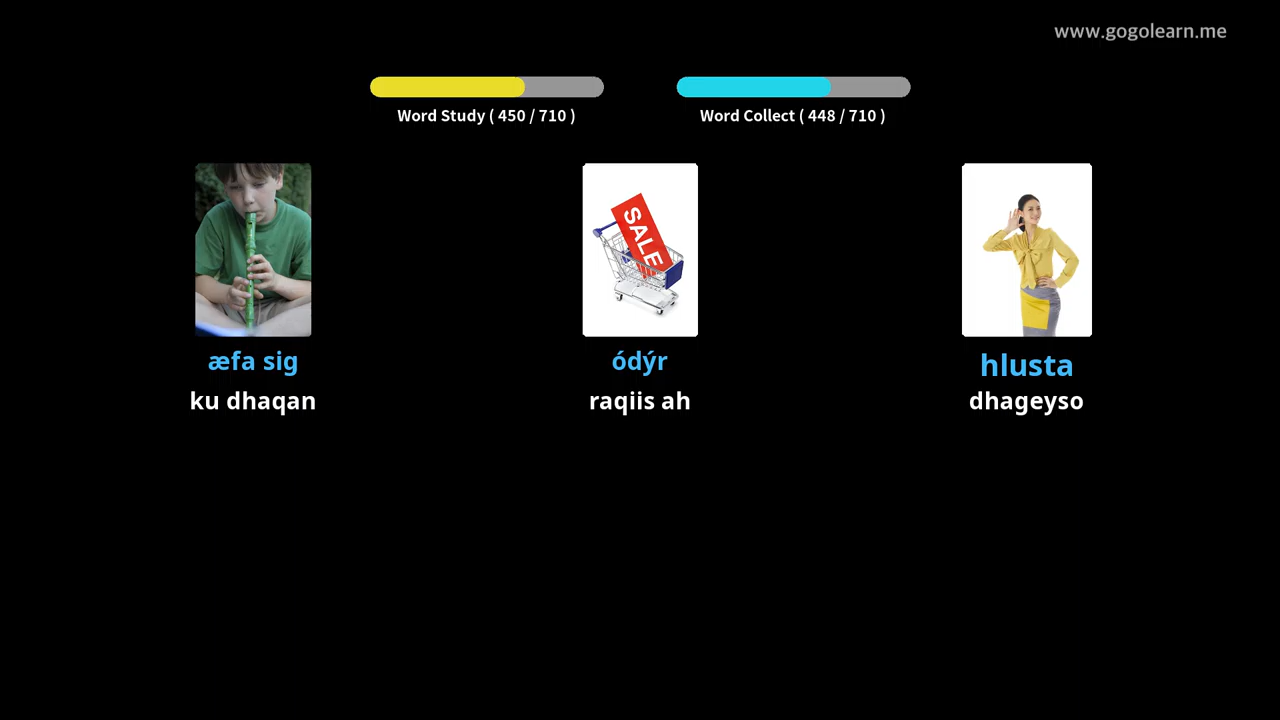 www.gogolearn.me
Word Study ( 450 / 710 )
Word Collect ( 448 / 710 )
SALE
æfa sig
ódýr
hlusta
ku dhaqan
raqiis ah
dhageyso